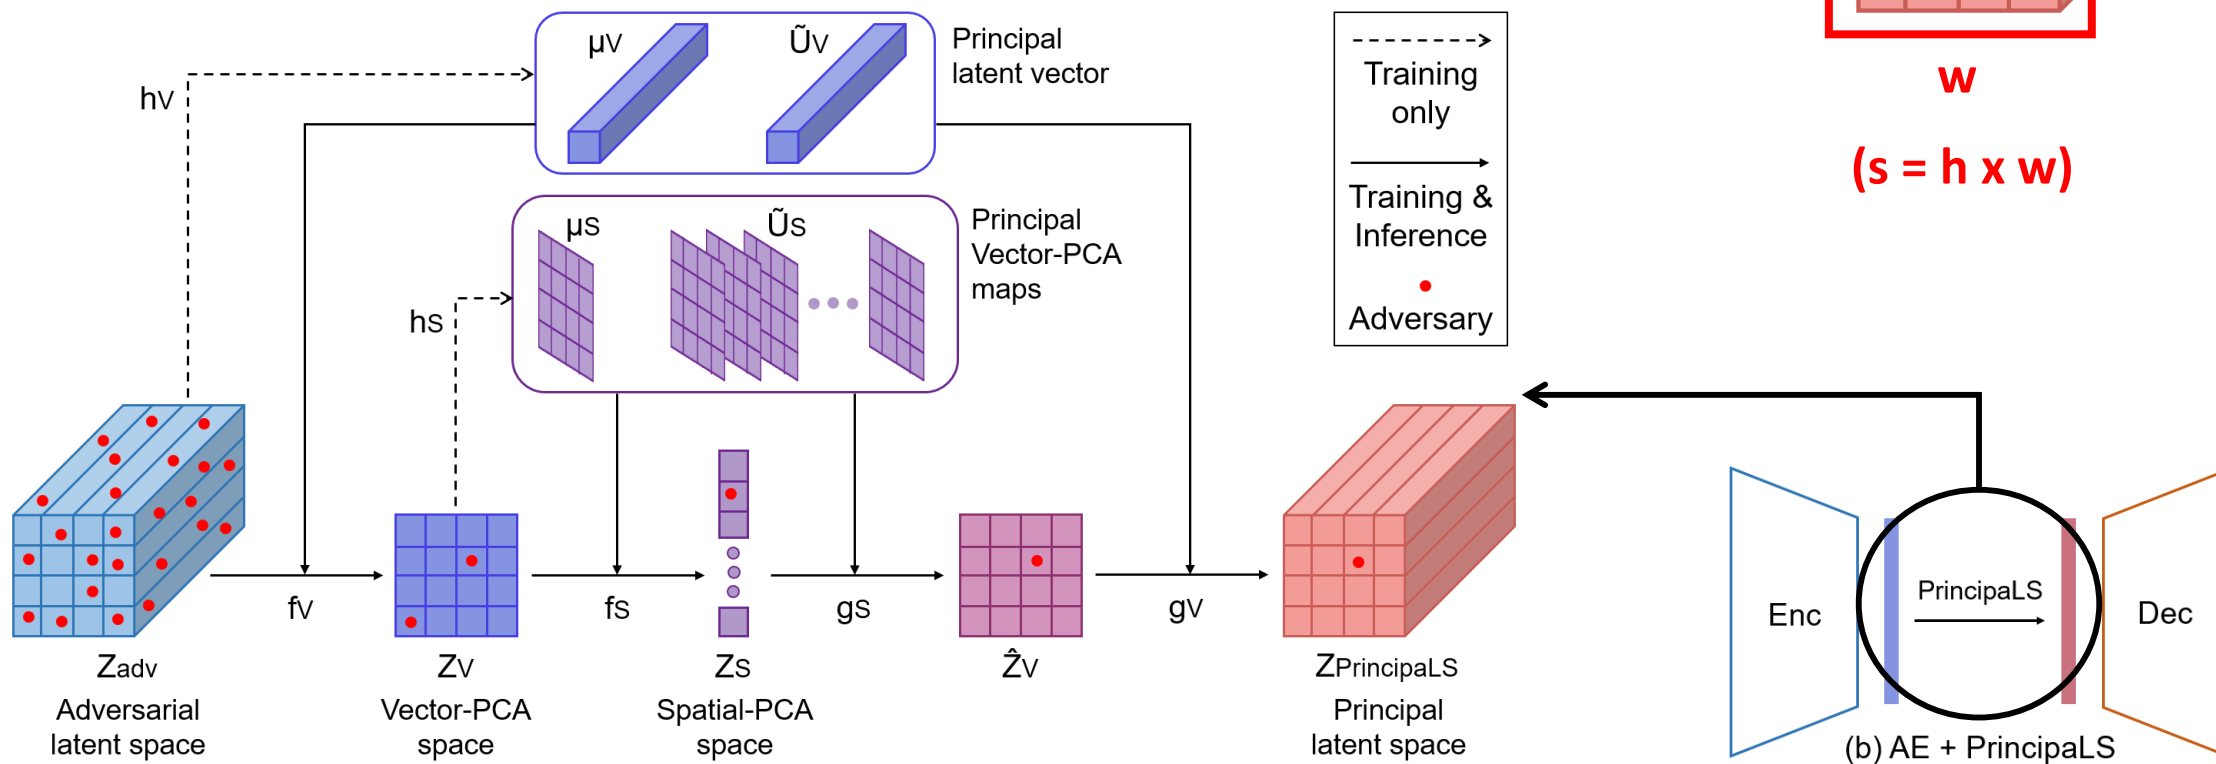 μV
ŨV
Principal
latent vector
hV
μS
ŨS
Principal
Vector-PCA
maps
hS
Training
only
Training &
Inference
Adversary
w
(s = h x w)
fV
fS
gS
gV
Zadv
Adversarial
latent space
ZV
Vector-PCA
space
ZS
Spatial-PCA
space
ẐV
ZPrincipaLS
Principal
latent space
Enc
PrincipaLS
Dec
(b) AE + PrincipaLS